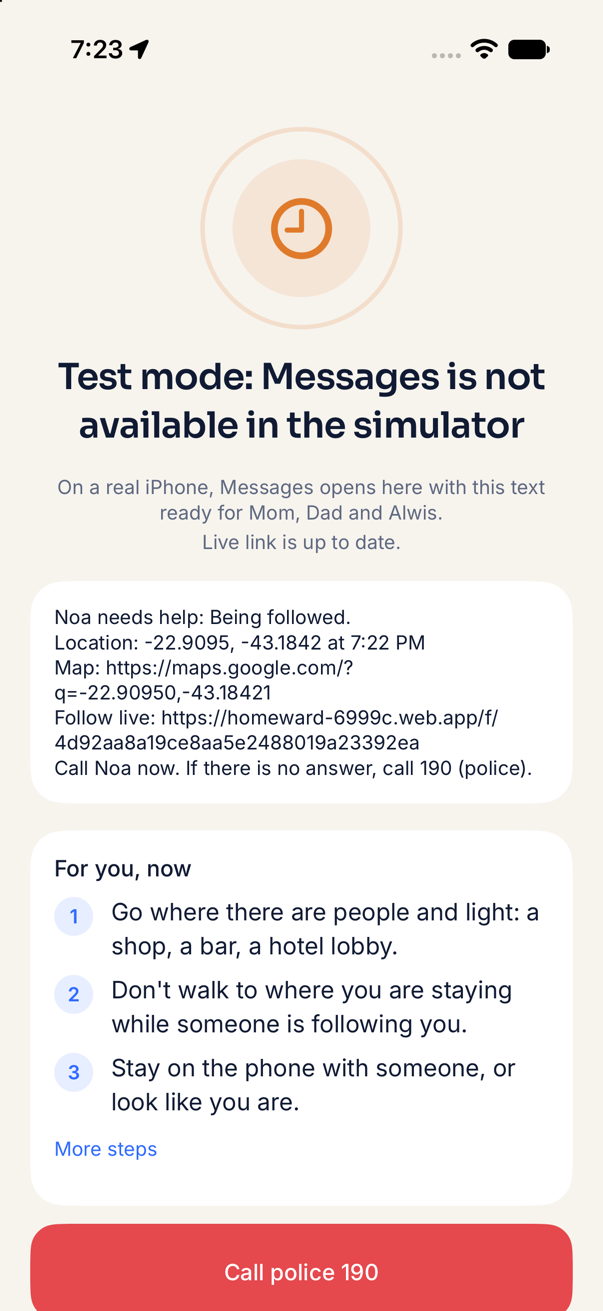 7:23
Test mode: Messages is not
available in the simulator
On a real iPhone, Messages opens here with this text
ready for Mom, Dad and Alwis.
Live link is up to date.
Noa needs help: Being followed.
Location: -22.9095, -43.1842 at 7:22 PM
Map: https://maps.google.com/?
q=-22.90950,-43.18421
Follow live: https://homeward-6999c.web.app/f/
4d92aa8a19ce8aa5e2488019a23392ea
Call Noa now. If there is no answer, call 190 (police).
For you, now
1 Go where there are people and light: a
shop, a bar, a hotel lobby.
2 Don't walk to where you are staying
while someone is following you.
3 Stay on the phone with someone, or
look like you are.
More steps
Call police 190